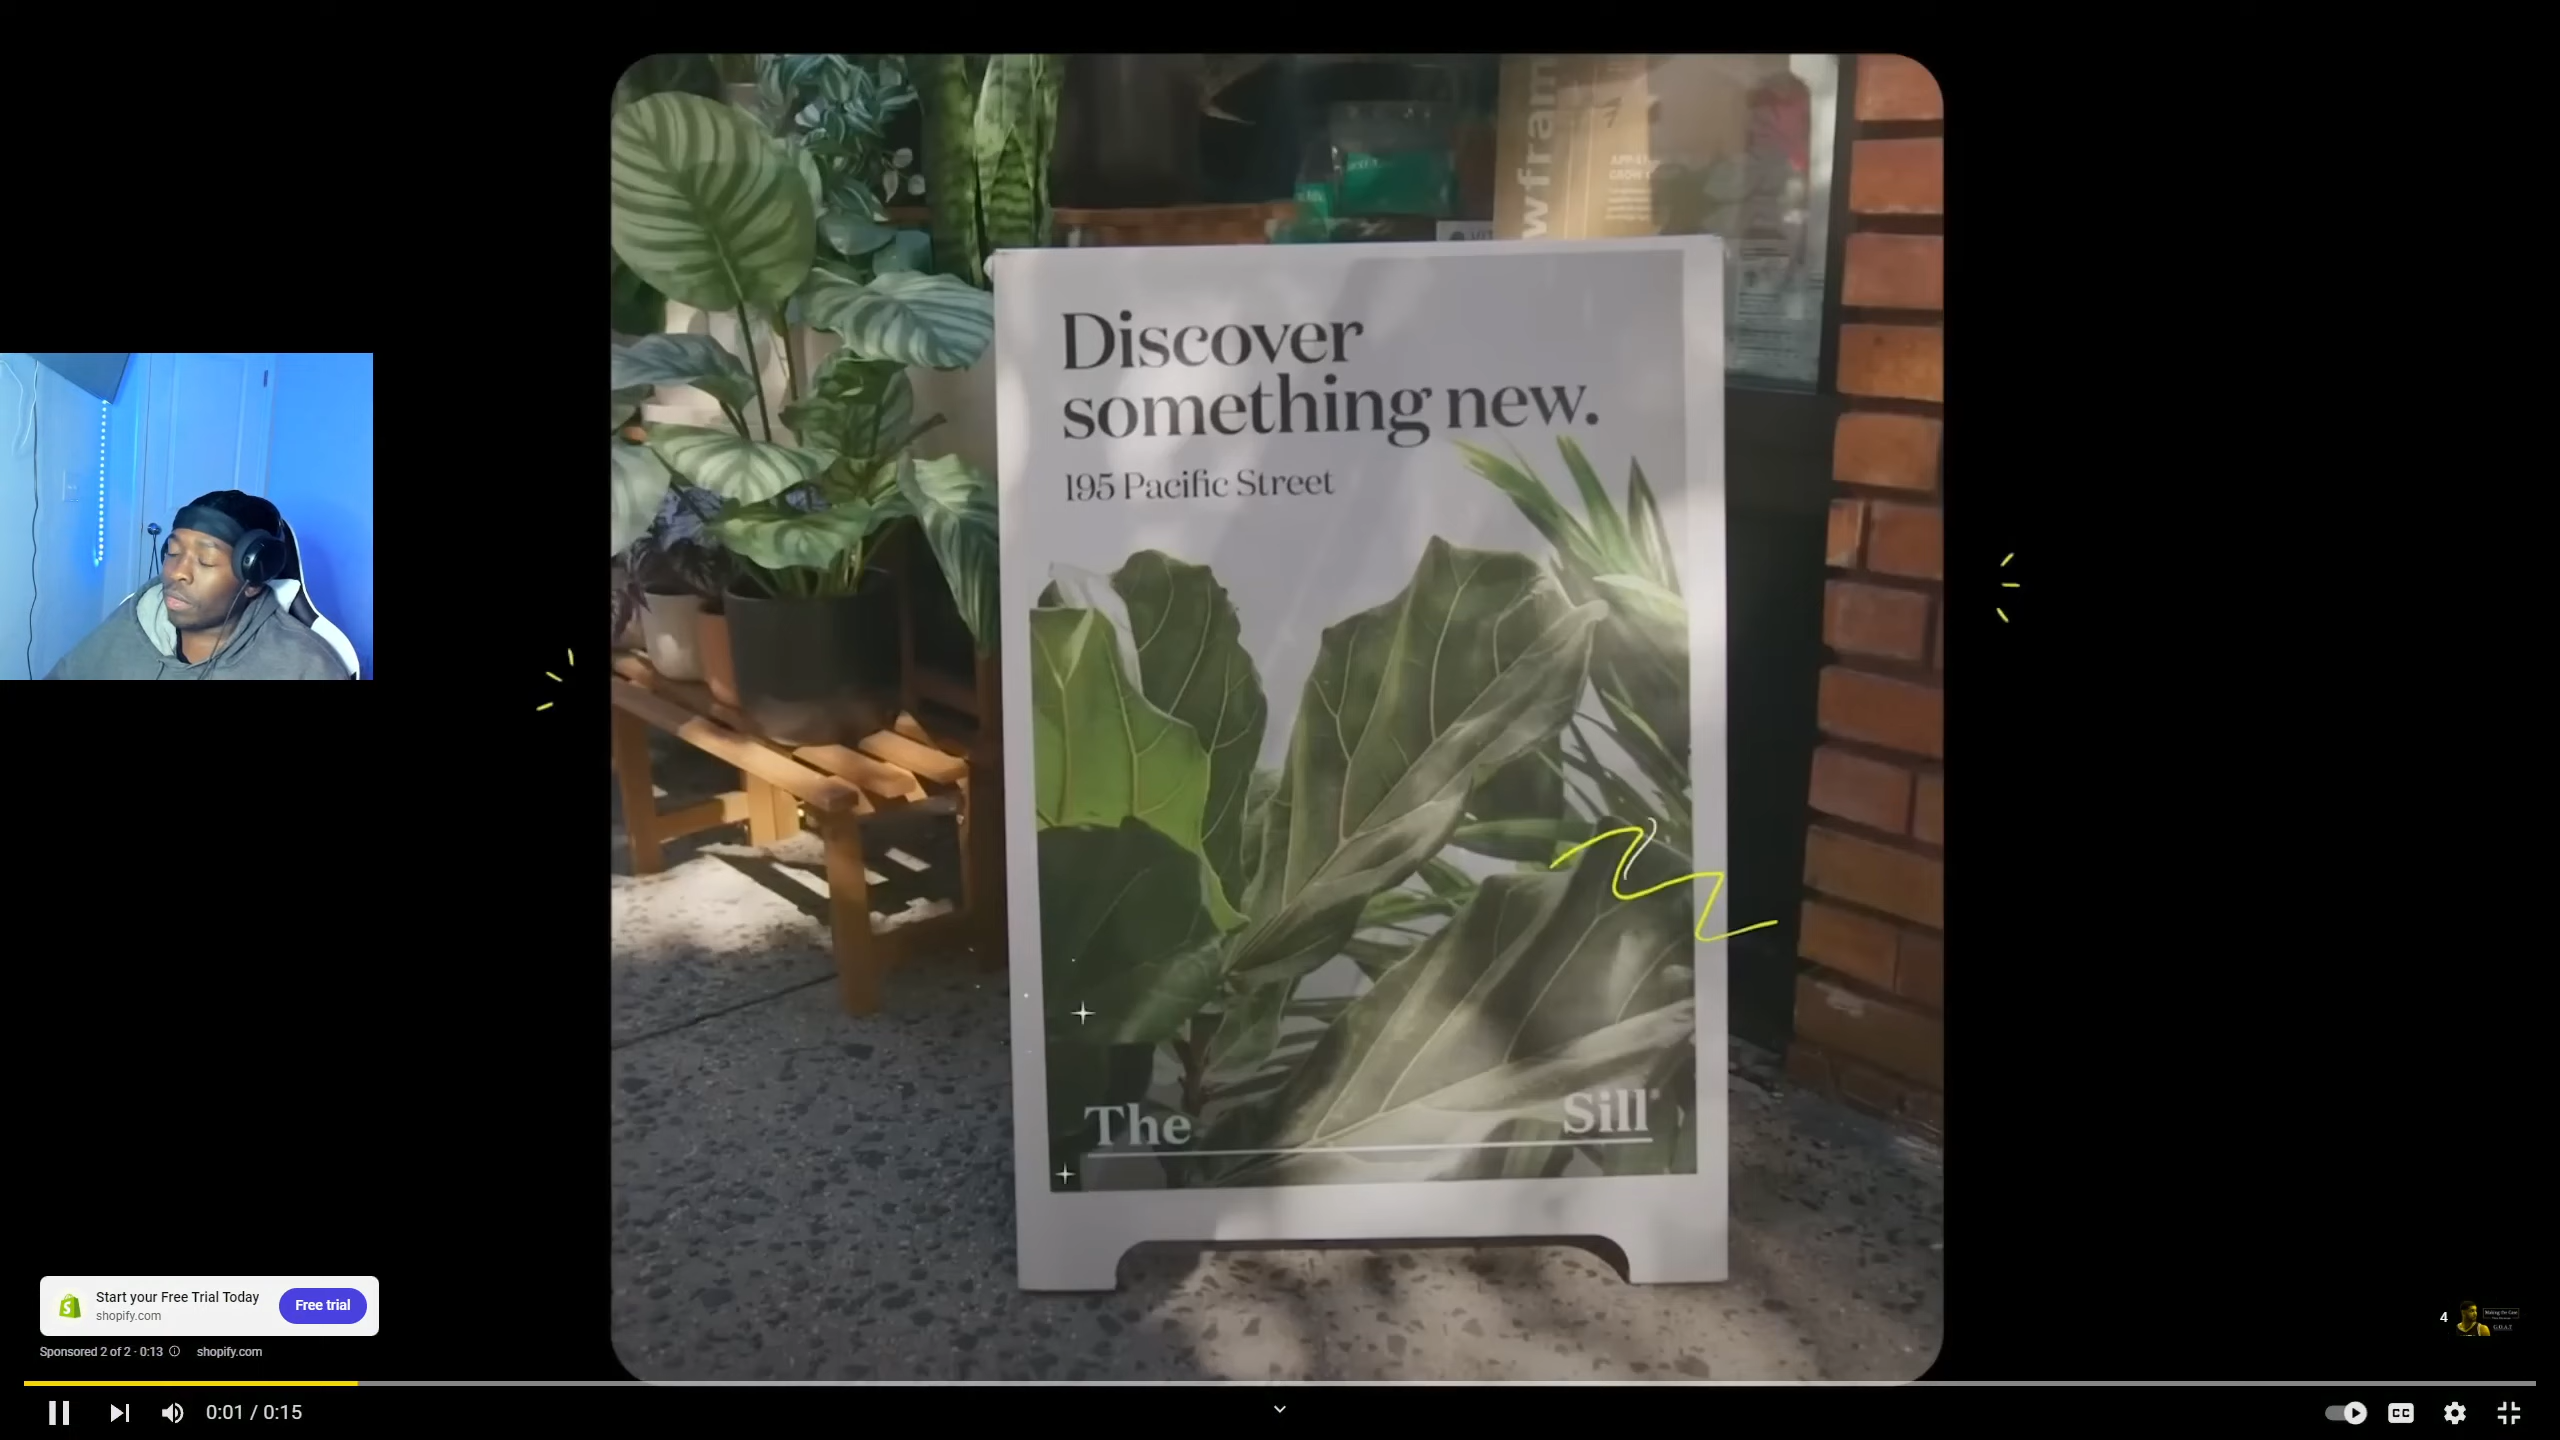 Discover
something new.
195 Pacific Street
The Sill
Start your Free Trial Today
shopify.com
Free trial
Sponsored 2 of 2 · 0:13
shopify.com
4
0:01 / 0:15
CC